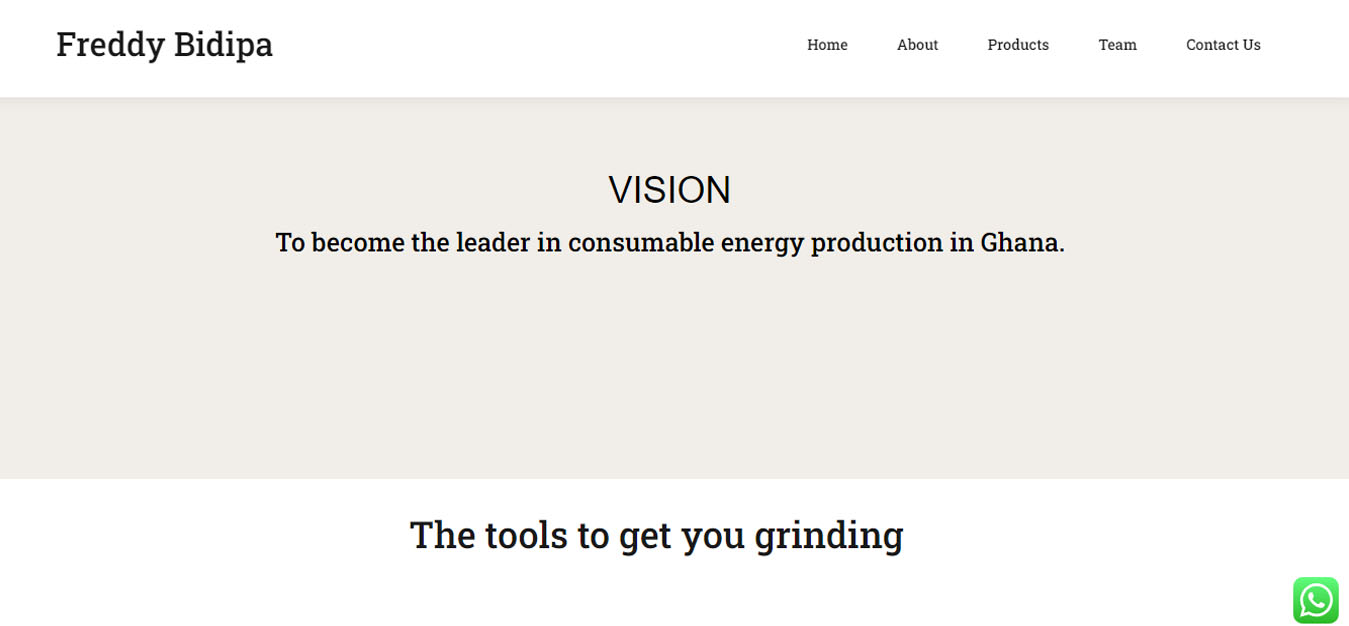 Freddy Bidipa
Home About Products Team Contact Us
VISION
To become the leader in consumable energy production in Ghana.
The tools to get you grinding